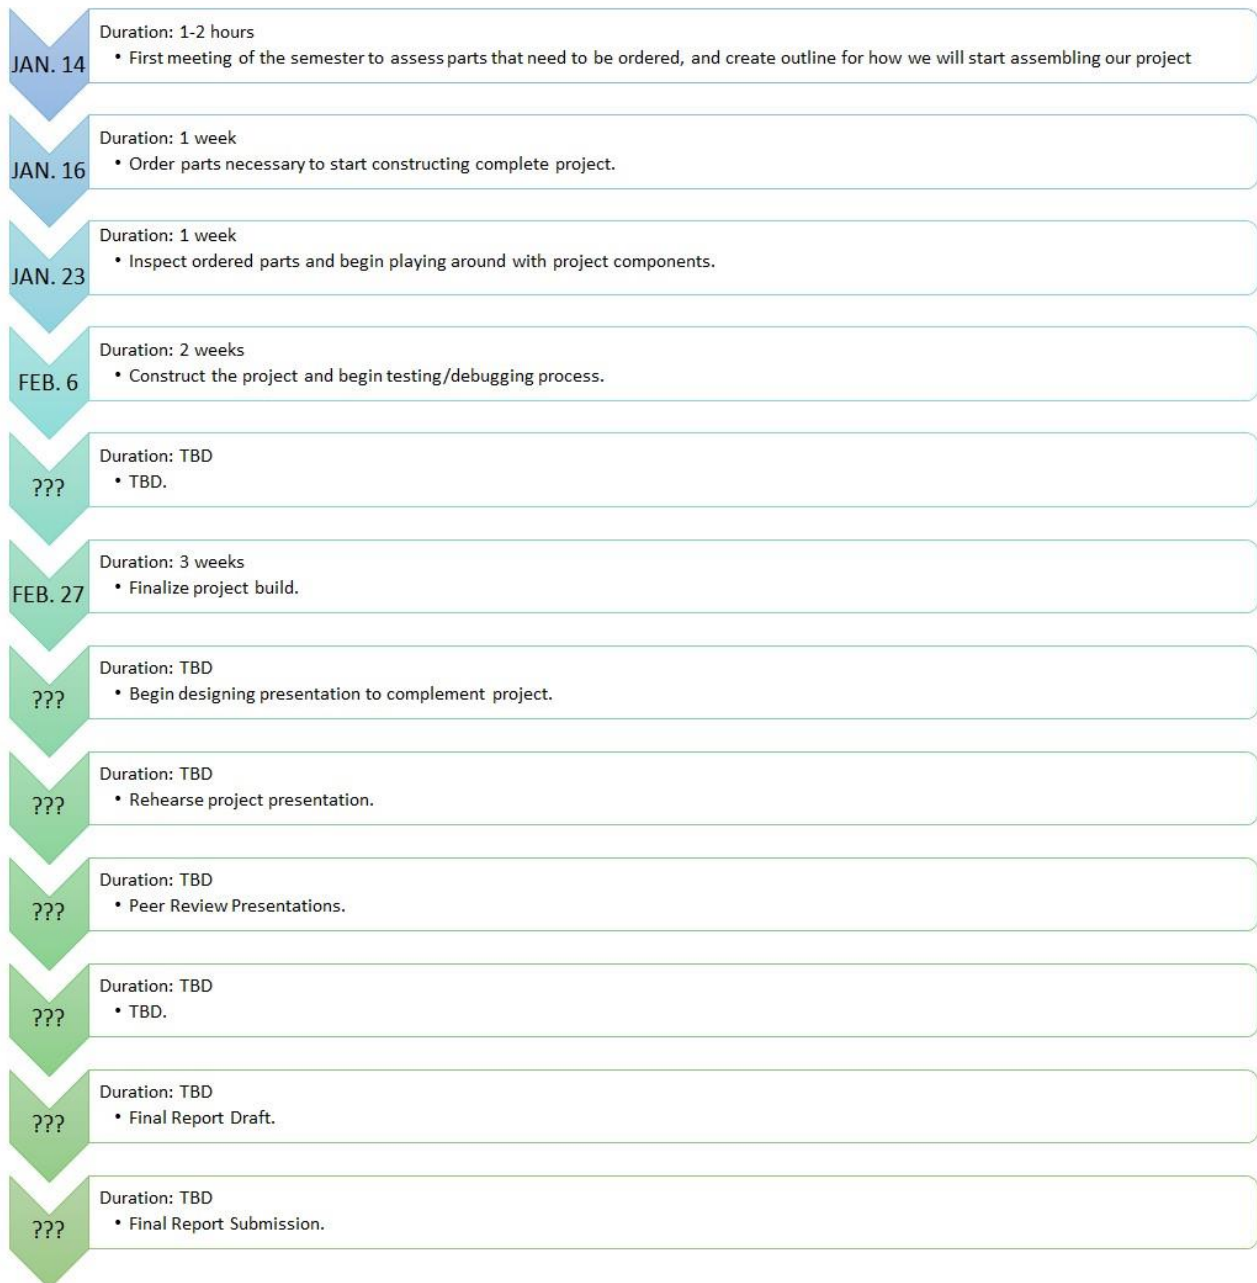 JAN. 14
Duration: 1-2 hours
• First meeting of the semester to assess parts that need to be ordered, and create outline for how we will start assembling our project
JAN. 16
Duration: 1 week
• Order parts necessary to start constructing complete project.
JAN. 23
Duration: 1 week
• Inspect ordered parts and begin playing around with project components.
FEB. 6
Duration: 2 weeks
• Construct the project and begin testing/debugging process.
???
Duration: TBD
• TBD.
FEB. 27
Duration: 3 weeks
• Finalize project build.
???
Duration: TBD
• Begin designing presentation to complement project.
???
Duration: TBD
• Rehearse project presentation.
???
Duration: TBD
• Peer Review Presentations.
???
Duration: TBD
• TBD.
???
Duration: TBD
• Final Report Draft.
???
Duration: TBD
• Final Report Submission.